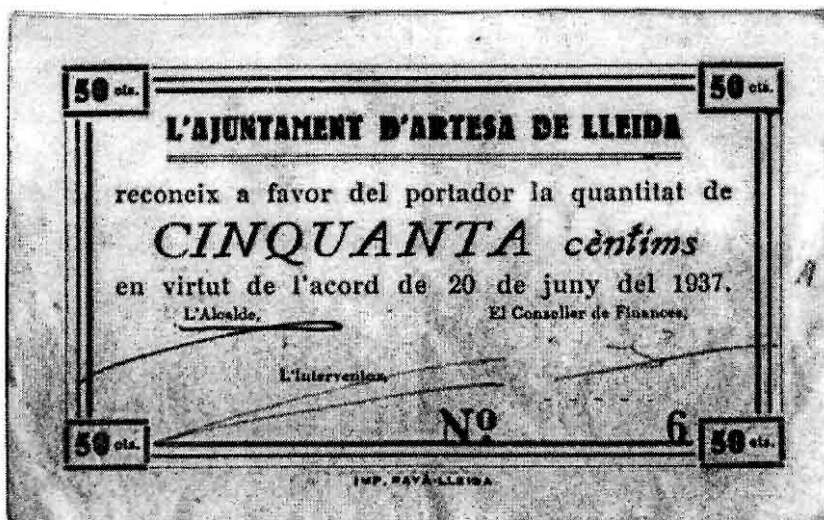 50 cts. 50 cts.
L'AJUNTAMENT D'ARTESA DE LLEIDA
reconeix a favor del portador la quantitat de
CINQUANTA cèntims
en virtut de l'acord de 20 de juny del 1937.
L'Alcalde, El Conseller de Finances,
L'Interventor,
Nº 6
50 cts. 50 cts.
IMP. PAYÀ-LLEIDA